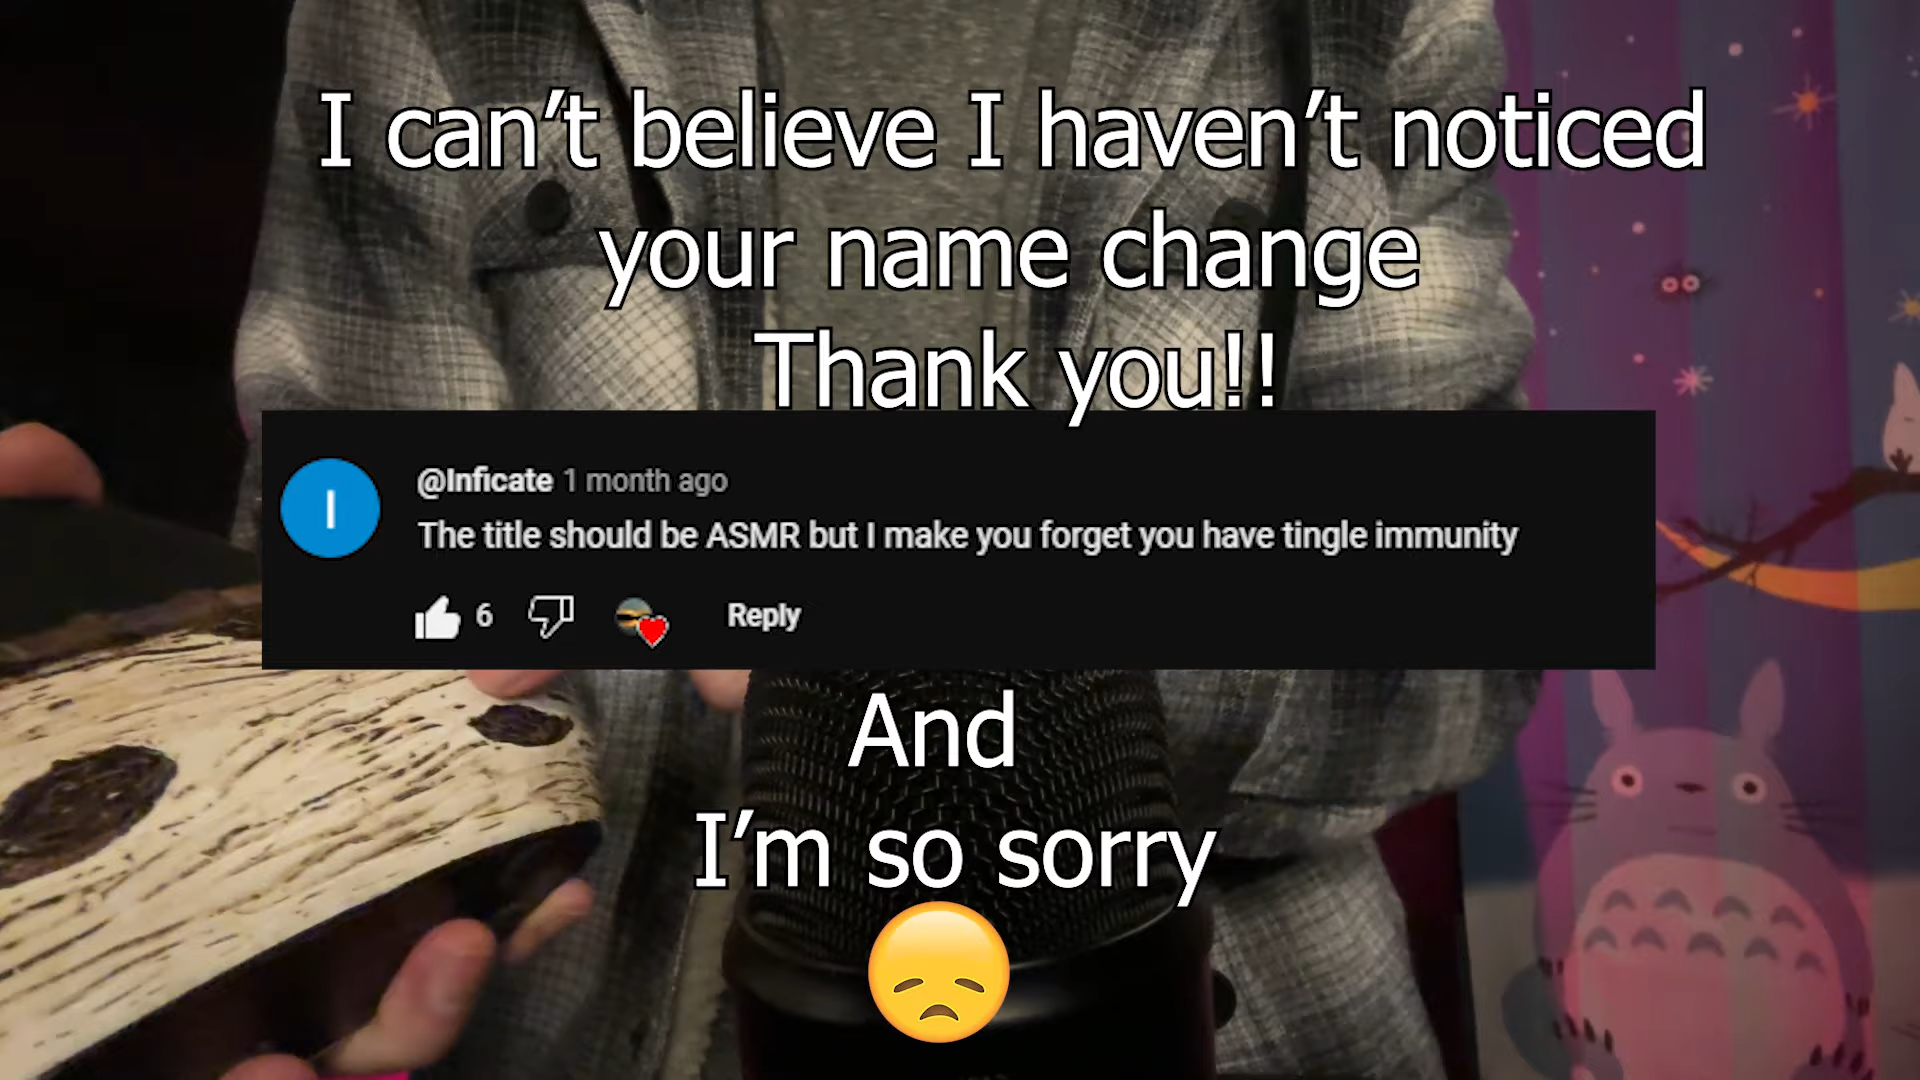 I can't believe I haven't noticed
your name change
Thank you!!
I
@Inficate 1 month ago
The title should be ASMR but I make you forget you have tingle immunity
6
Reply
And
I'm so sorry